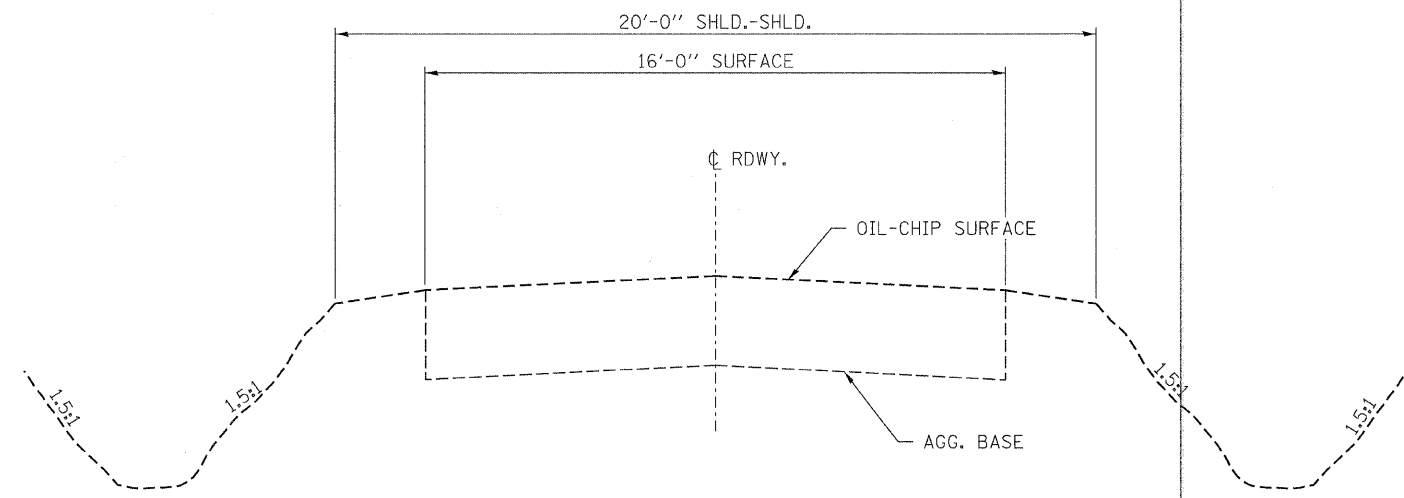 20'-0" SHLD.-SHLD.
16'-0" SURFACE
℄ RDWY.
OIL-CHIP SURFACE
1.5:1
1.5:1
1.5:1
1.5:1
AGG. BASE